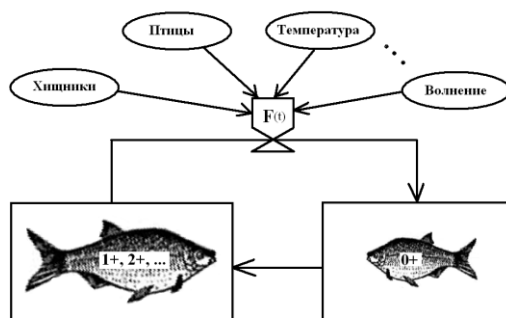 Птицы
Температура
Хищники
Волнение
F(t)
1+, 2+, ...
0+